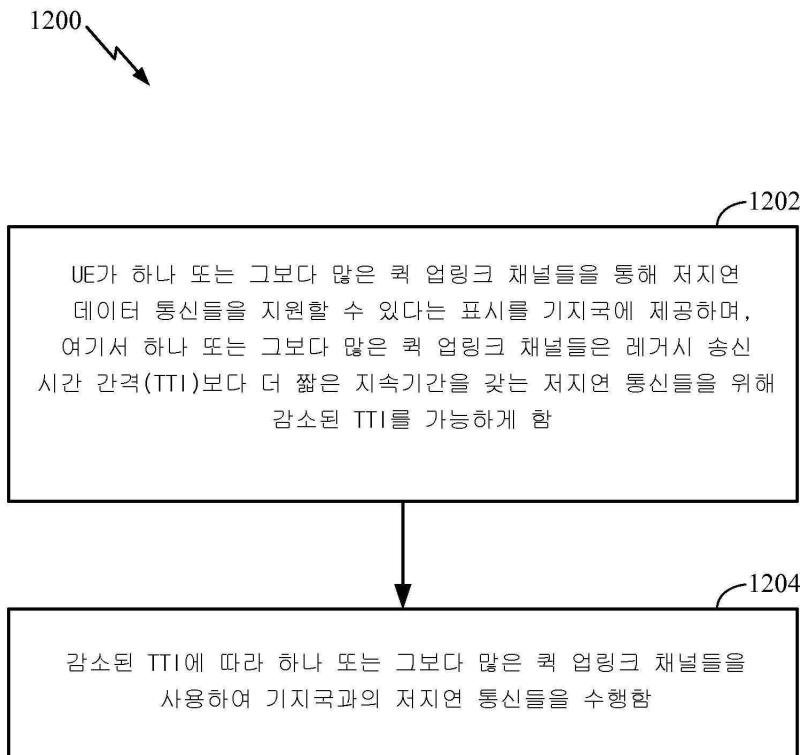 1200
1202
UE가 하나 또는 그보다 많은 퀵 업링크 채널들을 통해 저지연
데이터 통신들을 지원할 수 있다는 표시를 기지국에 제공하며,
여기서 하나 또는 그보다 많은 퀵 업링크 채널들은 레거시 송신
시간 간격(TTI)보다 더 짧은 지속기간을 갖는 저지연 통신들을 위해
감소된 TTI를 가능하게 함
1204
감소된 TTI에 따라 하나 또는 그보다 많은 퀵 업링크 채널들을
사용하여 기지국과의 저지연 통신들을 수행함